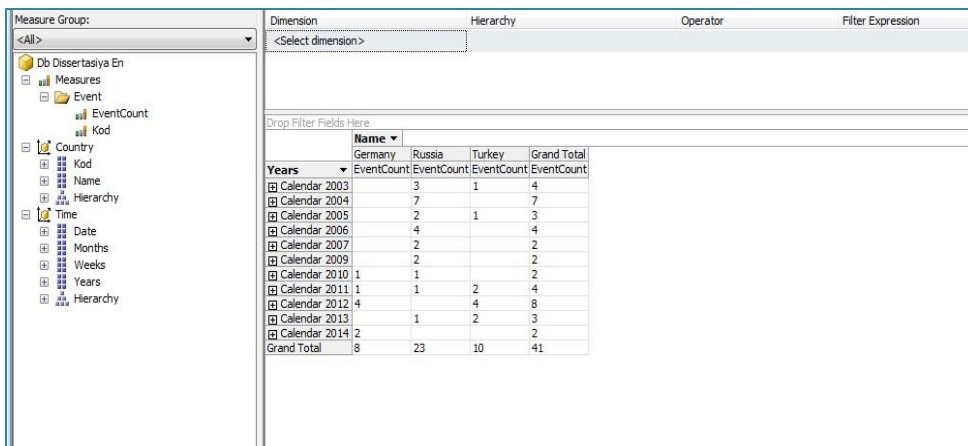 Measure Group:
<All>
Db Dissertasiya En
Measures
Event
EventCount
Kod
Country
Kod
Name
Hierarchy
Time
Date
Months
Weeks
Years
Hierarchy
Dimension Hierarchy Operator Filter Expression
<Select dimension>
Drop Filter Fields Here
Name
Germany Russia Turkey Grand Total
Years EventCount EventCount EventCount EventCount
Calendar 2003 3 1 4
Calendar 2004 7 7
Calendar 2005 2 1 3
Calendar 2006 4 4
Calendar 2007 2 2
Calendar 2009 2 2
Calendar 2010 1 1 2
Calendar 2011 1 1 2 4
Calendar 2012 4 4 8
Calendar 2013 1 2 3
Calendar 2014 2 2
Grand Total 8 23 10 41